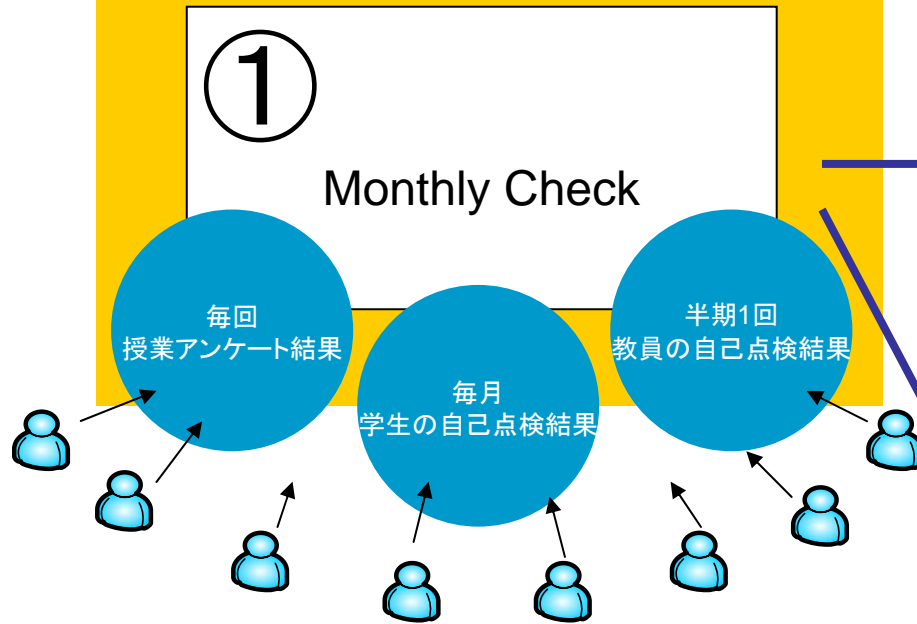 ①
Monthly Check
毎回
授業アンケート結果
毎月
学生の自己点検結果
半期1回
教員の自己点検結果